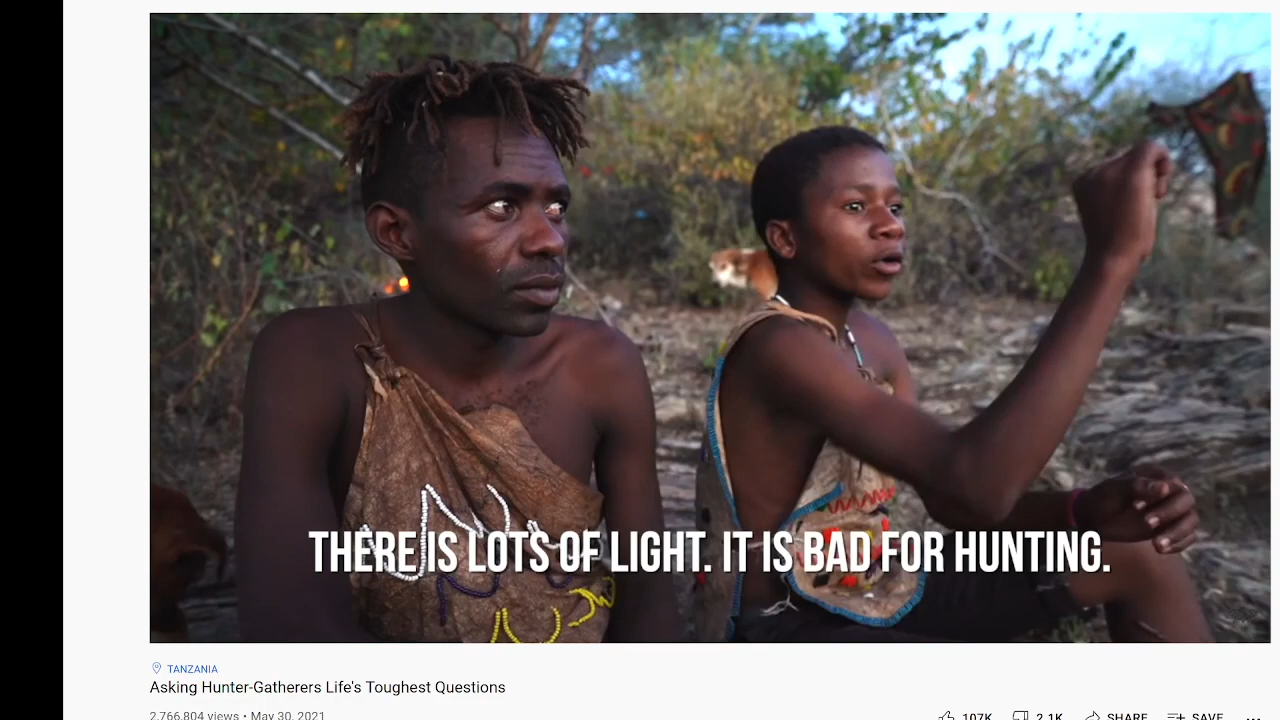 THERE IS LOTS OF LIGHT. IT IS BAD FOR HUNTING.
TANZANIA
Asking Hunter-Gatherers Life's Toughest Questions
2,766,804 views • May 30, 2021
107K 2.1K SHARE SAVE